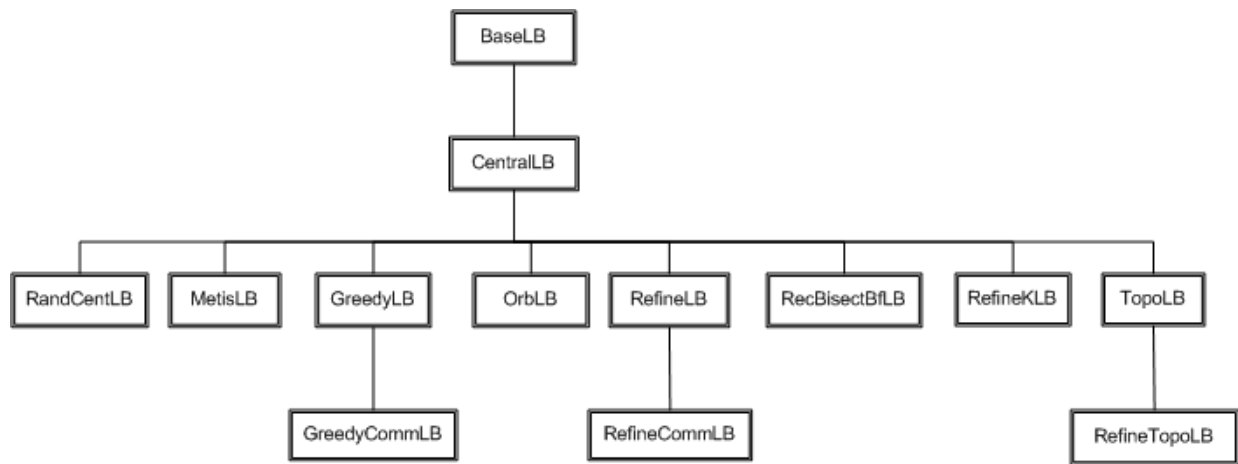 BaseLB
CentralLB
RandCentLB
MetisLB
GreedyLB
OrbLB
RefineLB
RecBisectBfLB
RefineKLB
TopoLB
GreedyCommLB
RefineCommLB
RefineTopoLB